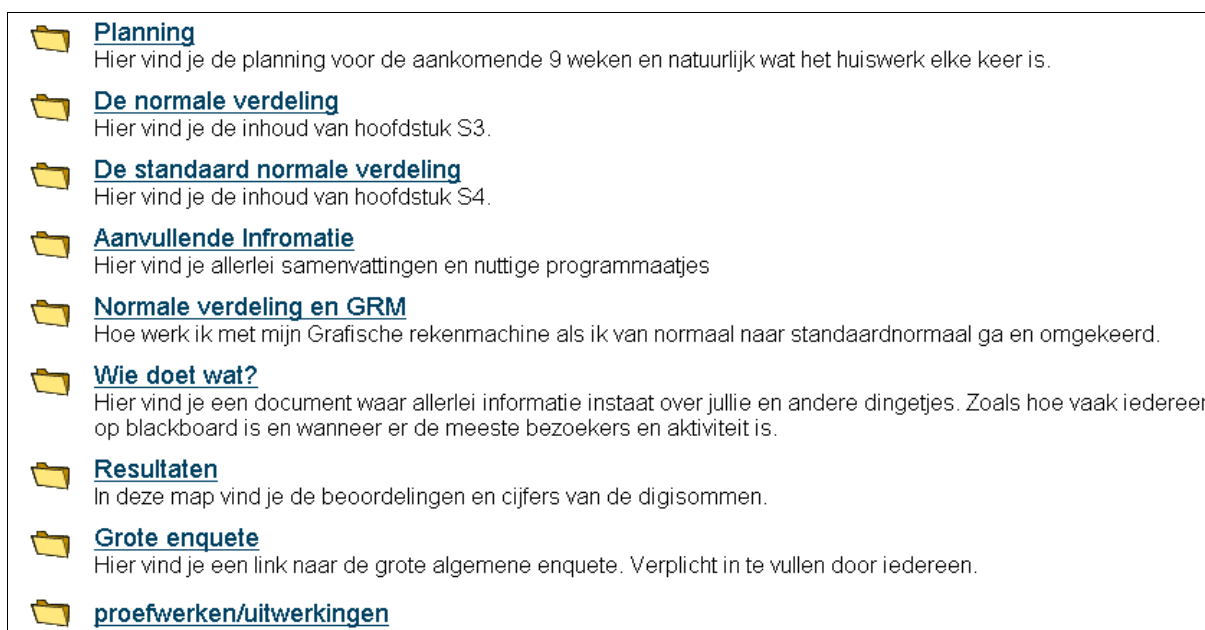 Planning
Hier vind je de planning voor de aankomende 9 weken en natuurlijk wat het huiswerk elke keer is.
De normale verdeling
Hier vind je de inhoud van hoofdstuk S3.
De standaard normale verdeling
Hier vind je de inhoud van hoofdstuk S4.
Aanvullende Infromatie
Hier vind je allerlei samenvattingen en nuttige programmaatjes
Normale verdeling en GRM
Hoe werk ik met mijn Grafische rekenmachine als ik van normaal naar standaardnormaal ga en omgekeerd.
Wie doet wat?
Hier vind je een document waar allerlei informatie instaat over jullie en andere dingetjes. Zoals hoe vaak iedereen
op blackboard is en wanneer er de meeste bezoekers en aktiviteit is.
Resultaten
In deze map vind je de beoordelingen en cijfers van de digisommen.
Grote enquete
Hier vind je een link naar de grote algemene enquete. Verplicht in te vullen door iedereen.
proefwerken/uitwerkingen